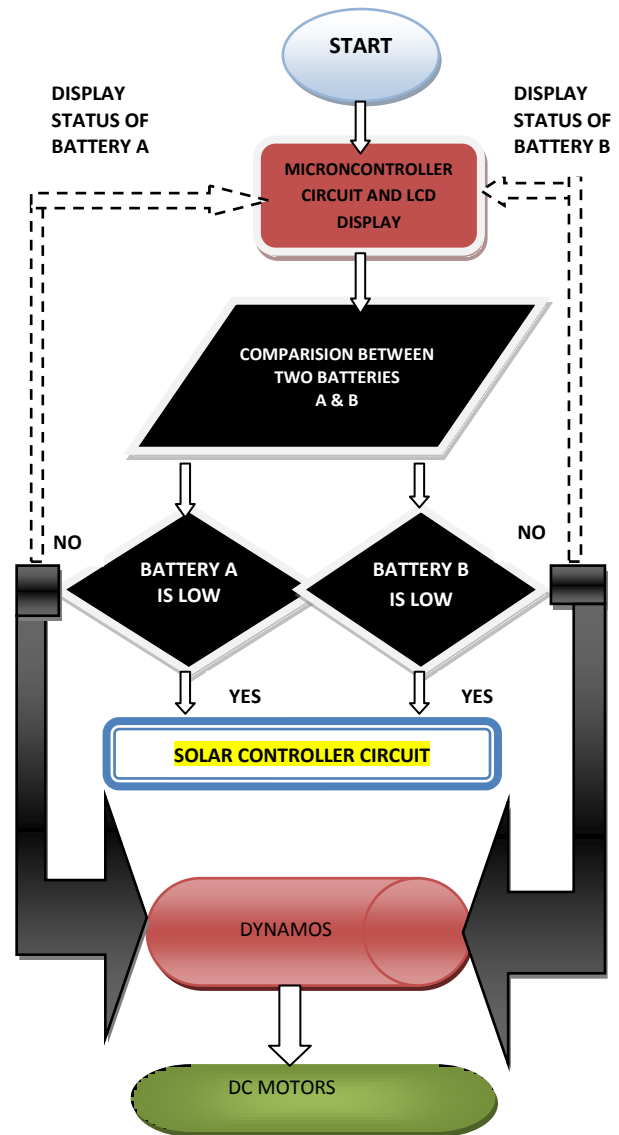 START
DISPLAY
STATUS OF
BATTERY A
DISPLAY
STATUS OF
BATTERY B
MICRONCONTROLLER
CIRCUIT AND LCD
DISPLAY
COMPARISION BETWEEN
TWO BATTERIES
A & B
NO
NO
BATTERY A
IS LOW
BATTERY B
IS LOW
YES
YES
SOLAR CONTROLLER CIRCUIT
DYNAMOS
DC MOTORS